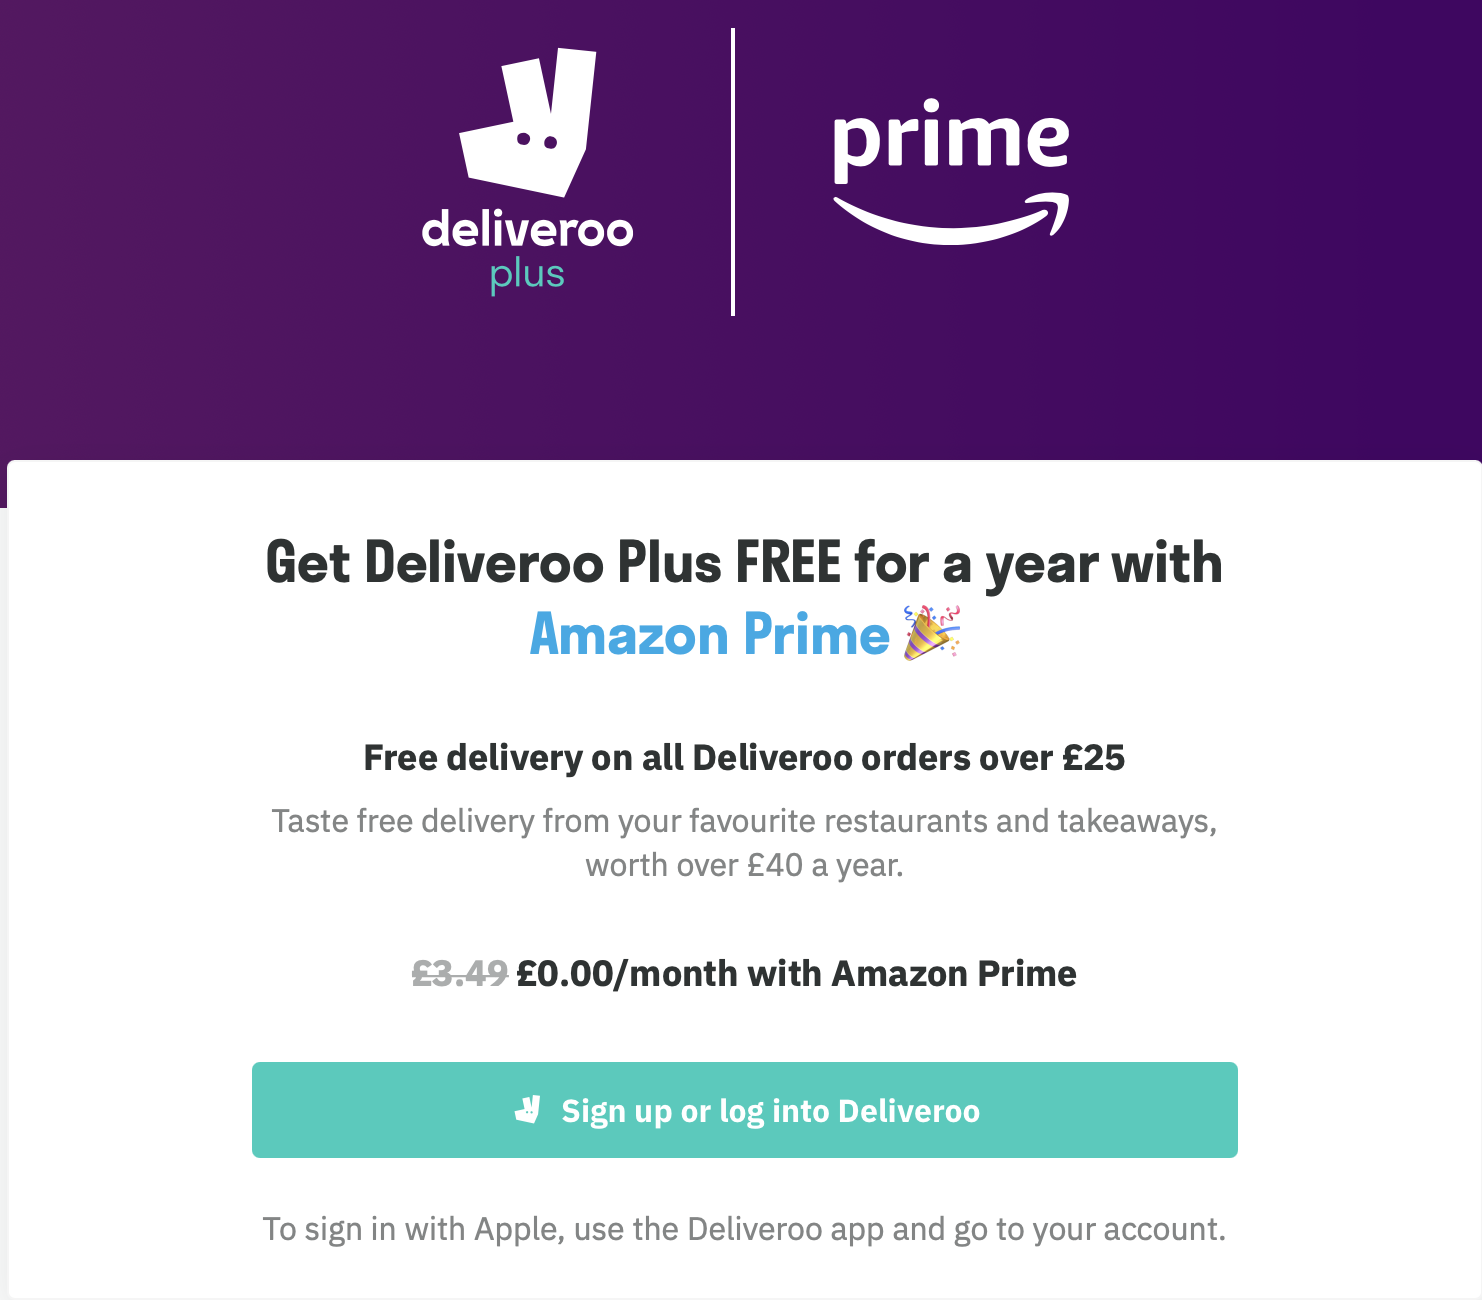 deliveroo
plus
prime
Get Deliveroo Plus FREE for a year with
Amazon Prime 🎉
Free delivery on all Deliveroo orders over £25
Taste free delivery from your favourite restaurants and takeaways,
worth over £40 a year.
£3.49 £0.00/month with Amazon Prime
Sign up or log into Deliveroo
To sign in with Apple, use the Deliveroo app and go to your account.